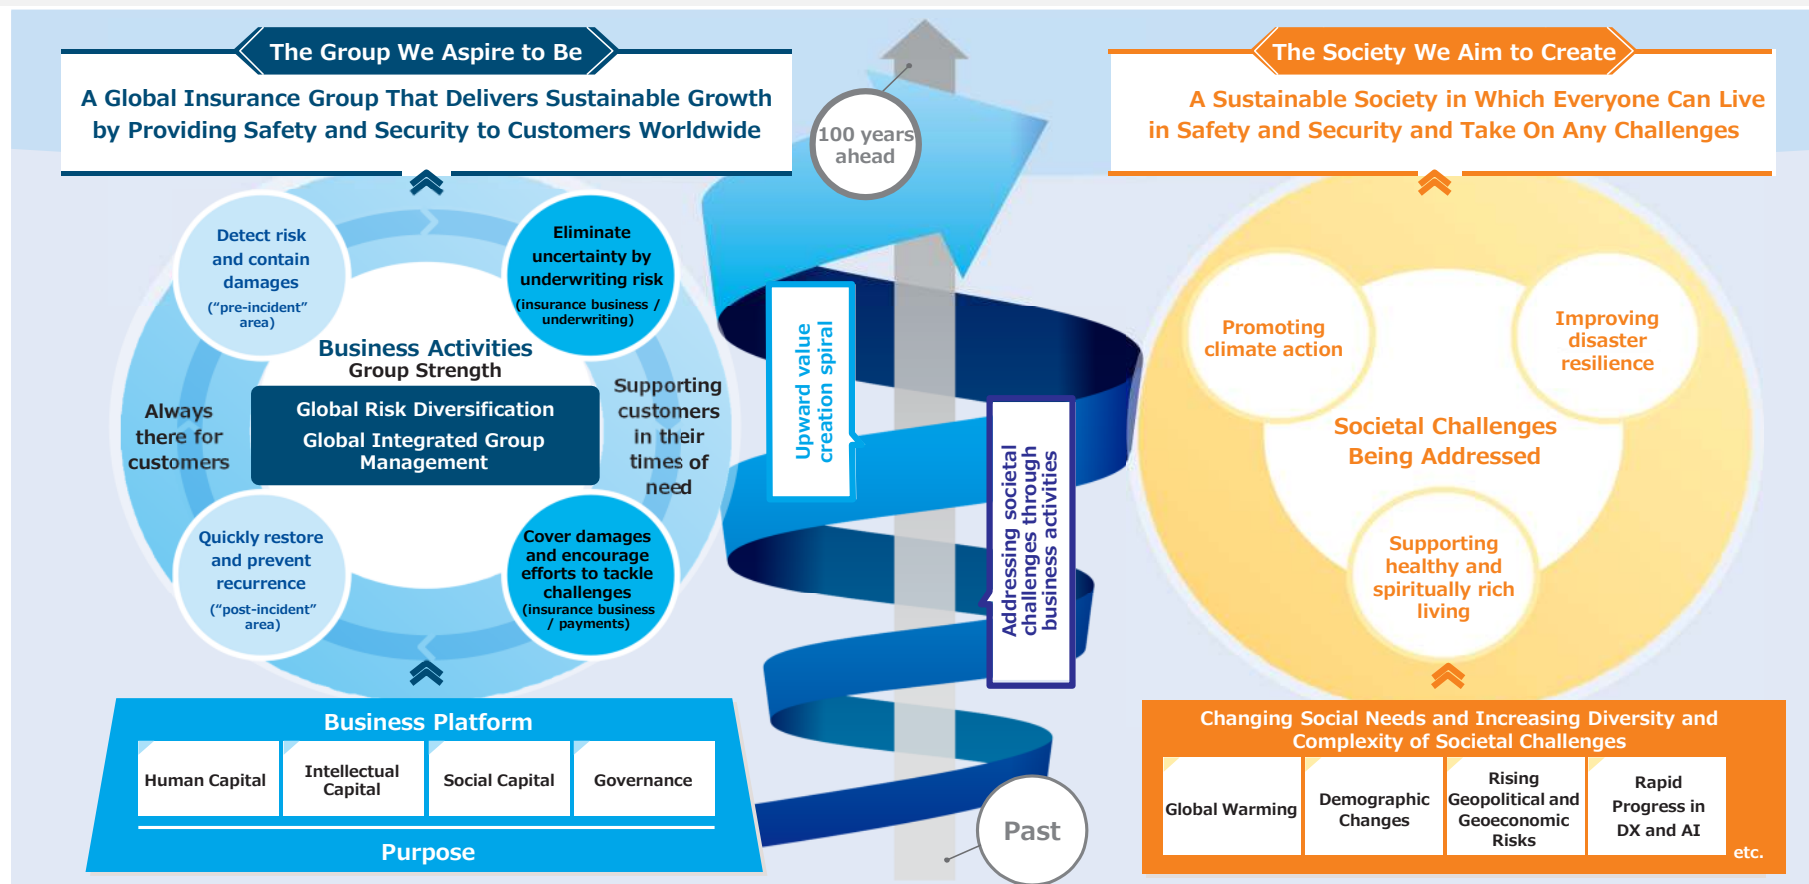 The Group We Aspire to Be
A Global Insurance Group That Delivers Sustainable Growth
by Providing Safety and Security to Customers Worldwide
Detect risk
and contain
damages
(“pre-incident”
area)
Eliminate
uncertainty by
underwriting risk
(insurance business /
underwriting)
Business Activities
Group Strength
Global Risk Diversification
Global Integrated Group
Management
Always
there for
customers
Supporting
customers
in their
times of
need
Quickly restore
and prevent
recurrence
(“post-incident”
area)
Cover damages
and encourage
efforts to tackle
challenges
(insurance business
/ payments)
Business Platform
Human Capital
Intellectual
Capital
Social Capital
Governance
Purpose
100 years
ahead
Upward value
creation spiral
Addressing societal
challenges through
business activities
Past
The Society We Aim to Create
A Sustainable Society in Which Everyone Can Live
in Safety and Security and Take On Any Challenges
Promoting
climate action
Improving
disaster
resilience
Societal Challenges
Being Addressed
Supporting
healthy and
spiritually rich
living
Changing Social Needs and Increasing Diversity and
Complexity of Societal Challenges
Global Warming
Demographic
Changes
Rising
Geopolitical and
Geoeconomic
Risks
Rapid
Progress in
DX and AI
etc.